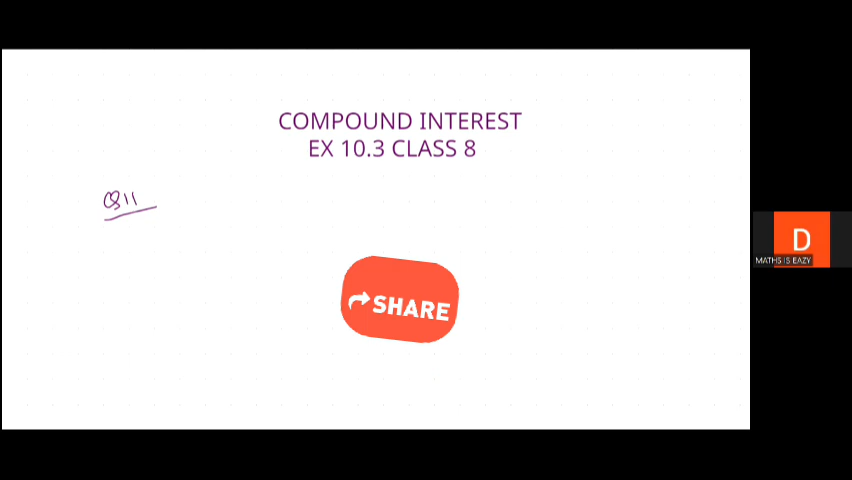 COMPOUND INTEREST
EX 10.3 CLASS 8
Q11
SHARE
D
MATHS IS EAZY